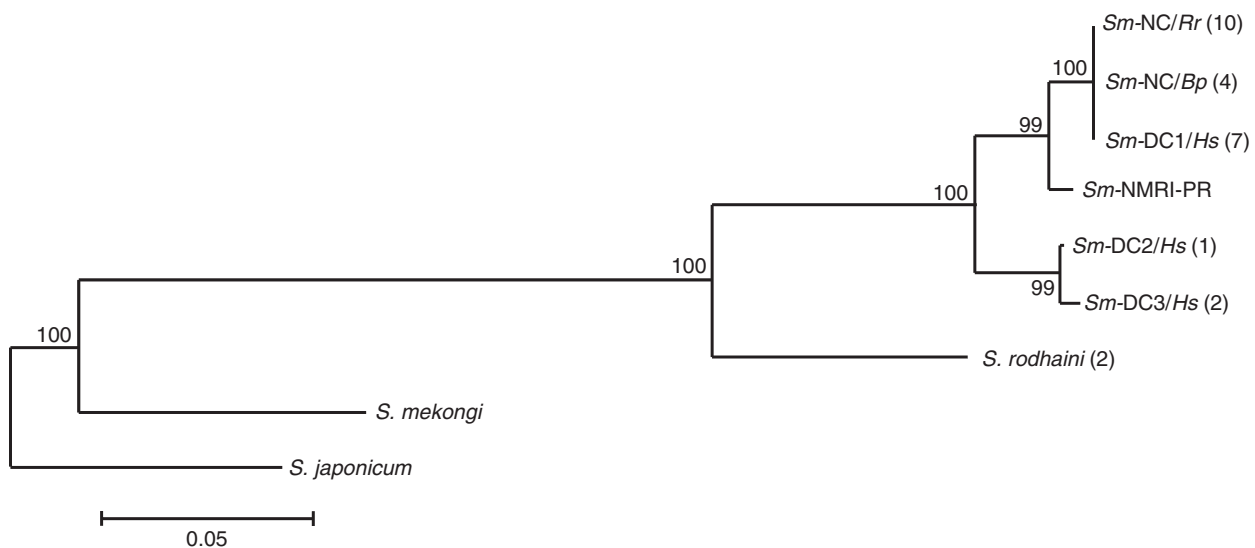 Sm-NC/Rr (10)
100
Sm-NC/Bp (4)
99
Sm-DC1/Hs (7)
100
Sm-NMRI-PR
Sm-DC2/Hs (1)
100
99
Sm-DC3/Hs (2)
100
S. rodhaini (2)
S. mekongi
S. japonicum
0.05